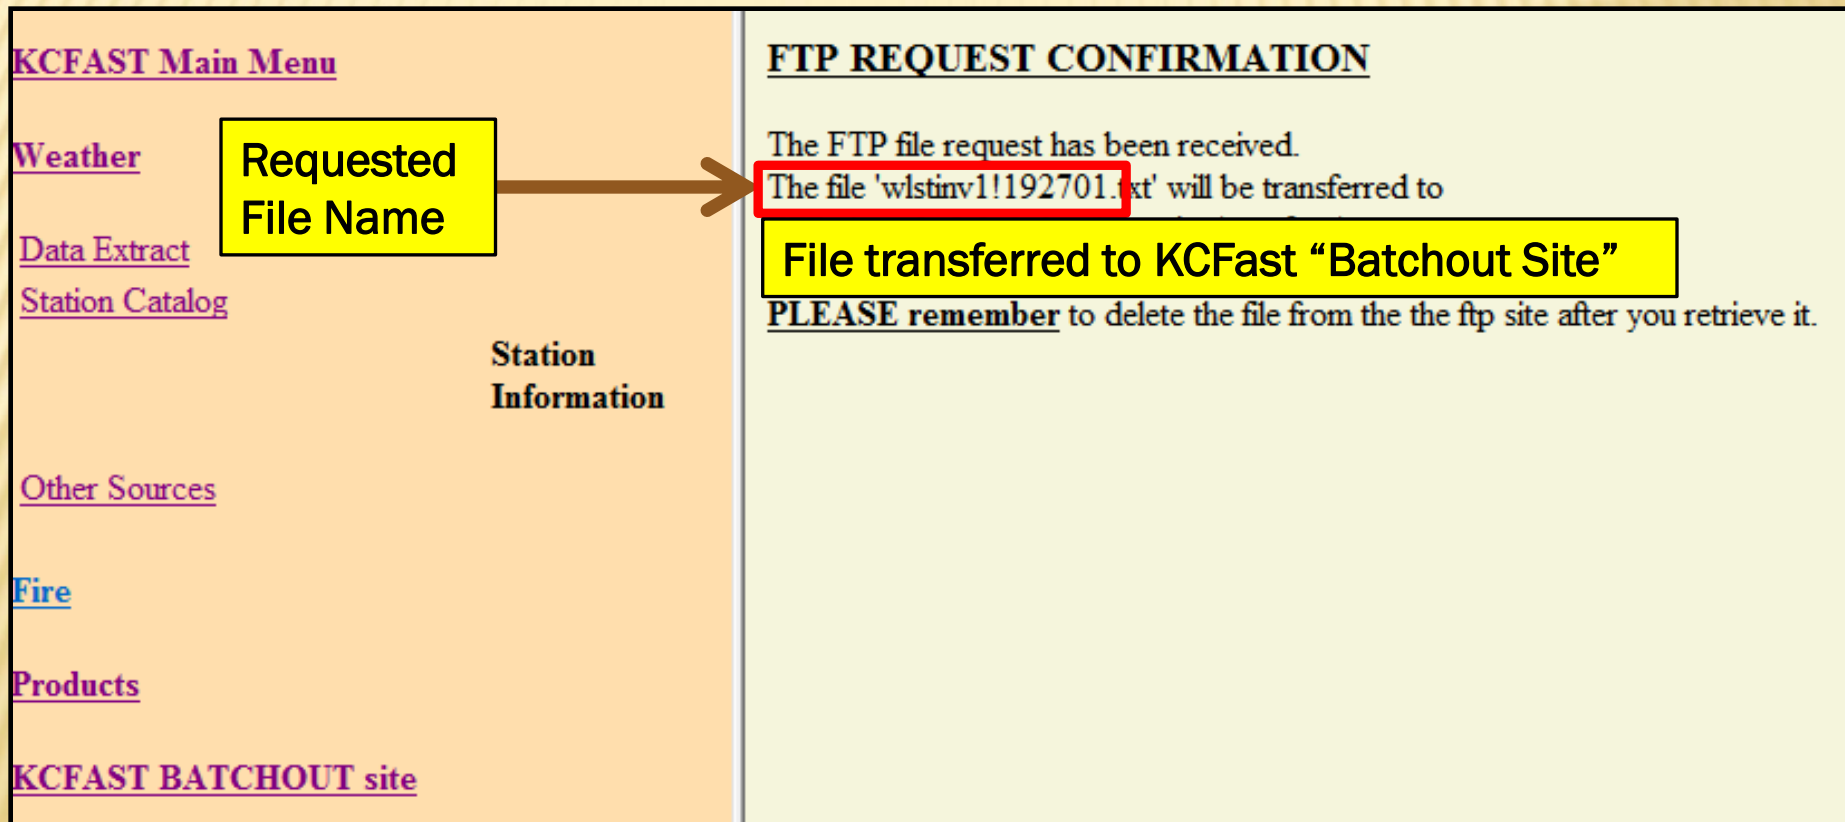 KCFAST Main Menu
Weather
Requested
File Name
Data Extract
Station Catalog
Station
Information
Other Sources
Fire
Products
KCFAST BATCHOUT site
FTP REQUEST CONFIRMATION
The FTP file request has been received.
The file 'wlstinv1!192701.txt' will be transferred to
File transferred to KCFast “Batchout Site”
PLEASE remember to delete the file from the the ftp site after you retrieve it.